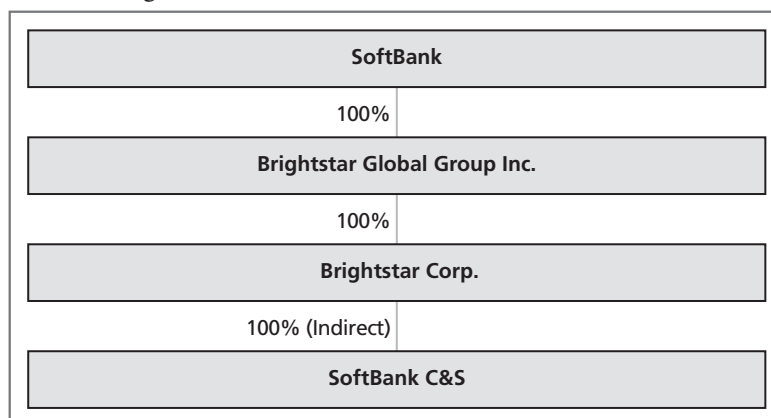 SoftBank
100%
Brightstar Global Group Inc.
100%
Brightstar Corp.
100% (Indirect)
SoftBank C&S